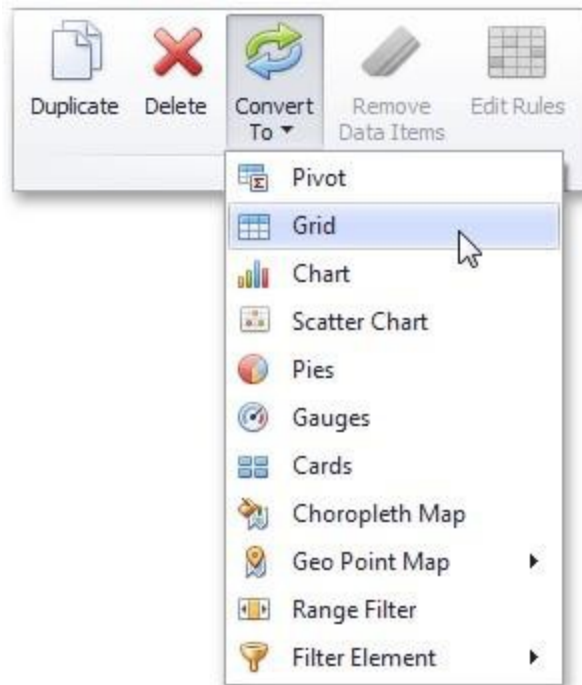 Duplicate Delete Convert Remove Edit Rules
To Data Items
Pivot
Grid
Chart
Scatter Chart
Pies
Gauges
Cards
Choropleth Map
Geo Point Map
Range Filter
Filter Element